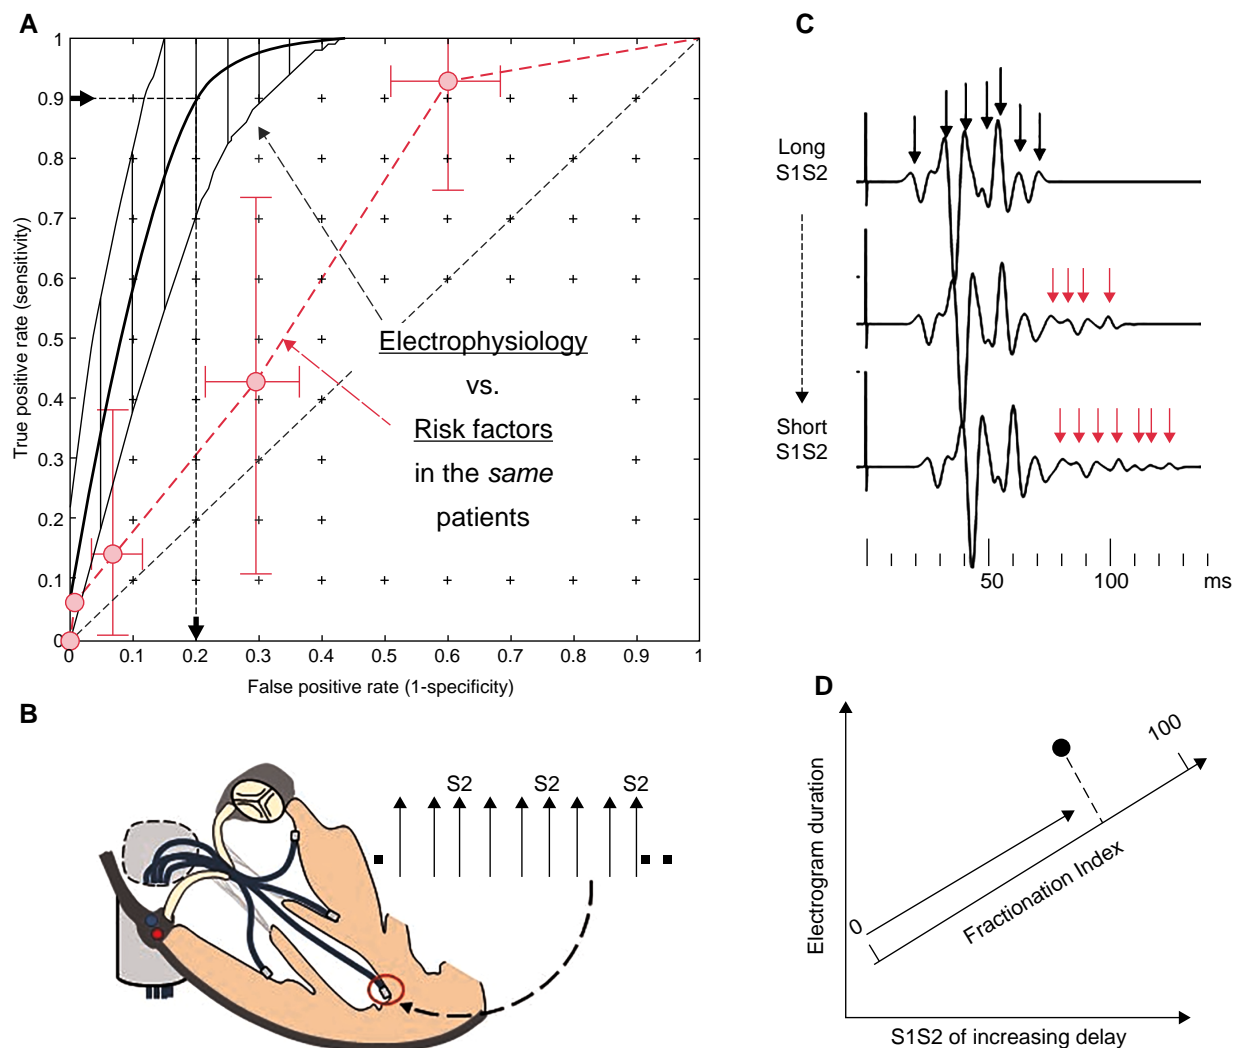 A
1
0.9
0.8
0.7
0.6
0.5
0.4
0.3
0.2
0.1
0
0
0.1
0.2
0.3
0.4
0.5
0.6
0.7
0.8
0.9
1
True positive rate (sensitivity)
False positive rate (1-specificity)
Electrophysiology
vs.
Risk factors
in the same
patients
B
S2
S2
S2
C
Long
S1S2
Short
S1S2
50
100
ms
D
Electrogram duration
0
100
Fractionation Index
S1S2 of increasing delay